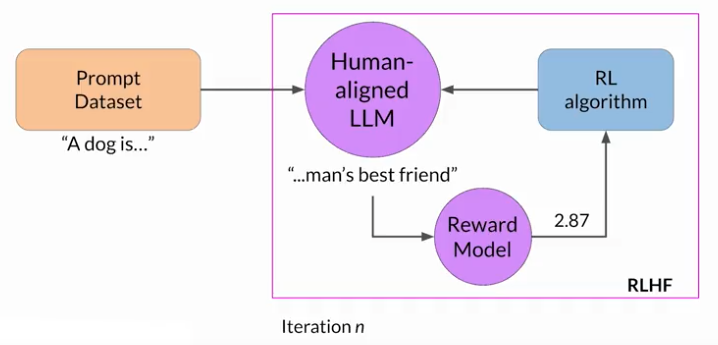 Prompt
Dataset
“A dog is...”
Human-
aligned
LLM
“...man’s best friend”
Reward
Model
2.87
RL
algorithm
RLHF
Iteration n